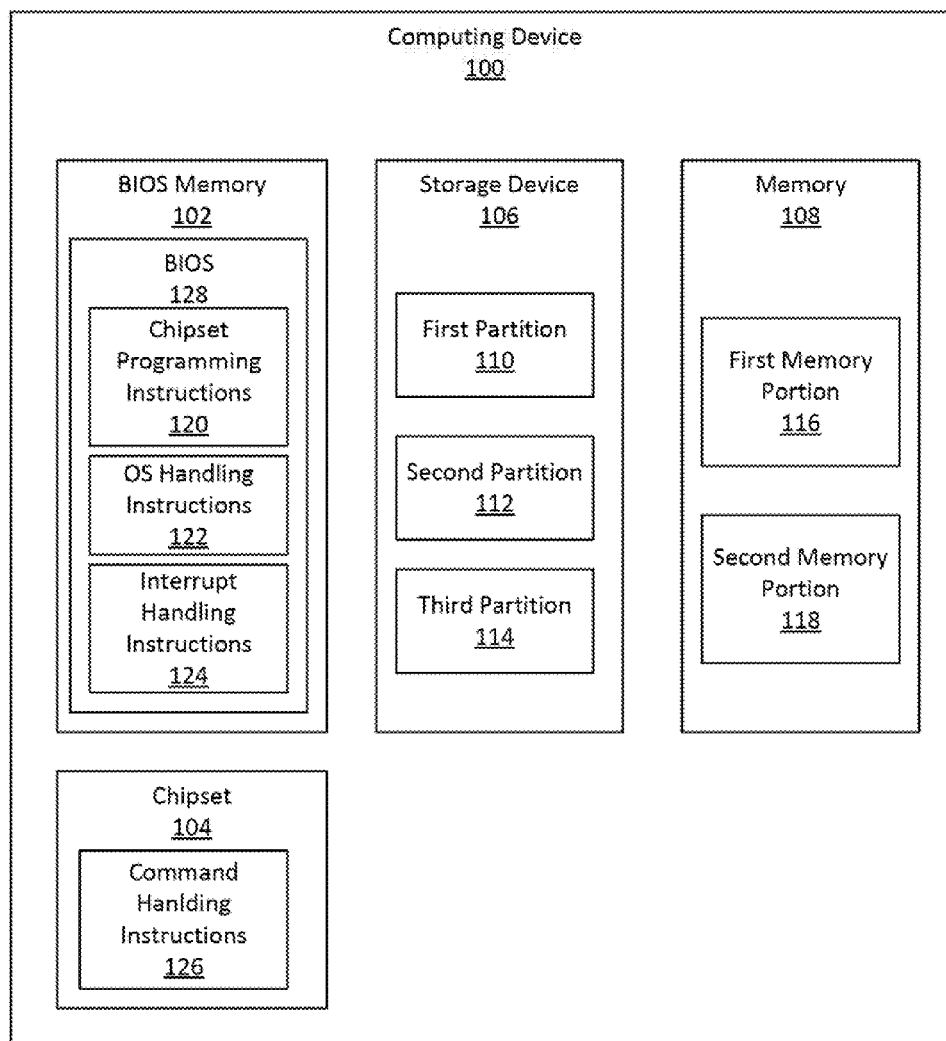 Computing Device
100
BIOS Memory
102
BIOS
128
Chipset
Programming
Instructions
120
OS Handling
Instructions
122
Interrupt
Handling
Instructions
124
Storage Device
106
First Partition
110
Second Partition
112
Third Partition
114
Memory
108
First Memory
Portion
116
Second Memory
Portion
118
Chipset
104
Command
Hanlding
Instructions
126